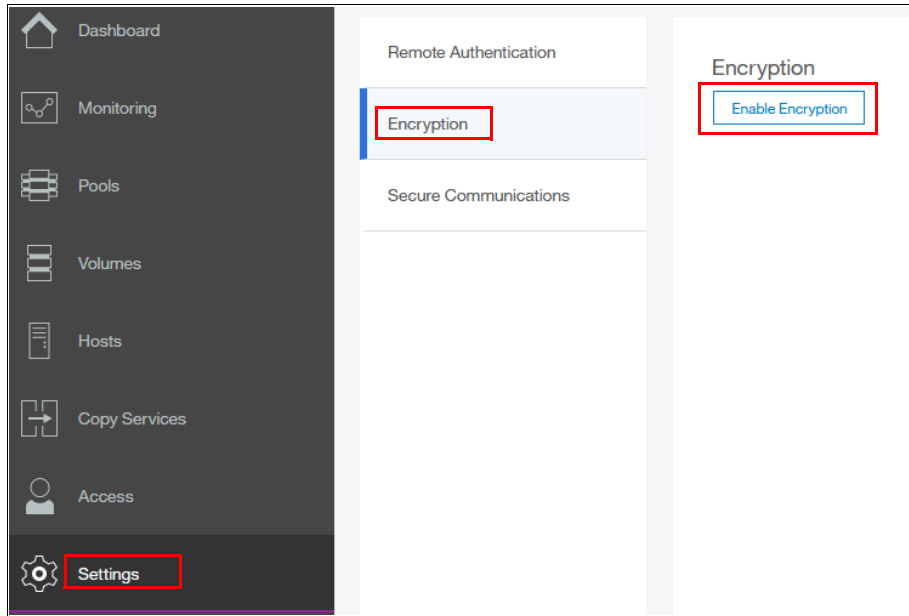 Dashboard
Monitoring
Pools
Volumes
Hosts
Copy Services
Access
Settings
Remote Authentication
Encryption
Secure Communications
Encryption
Enable Encryption